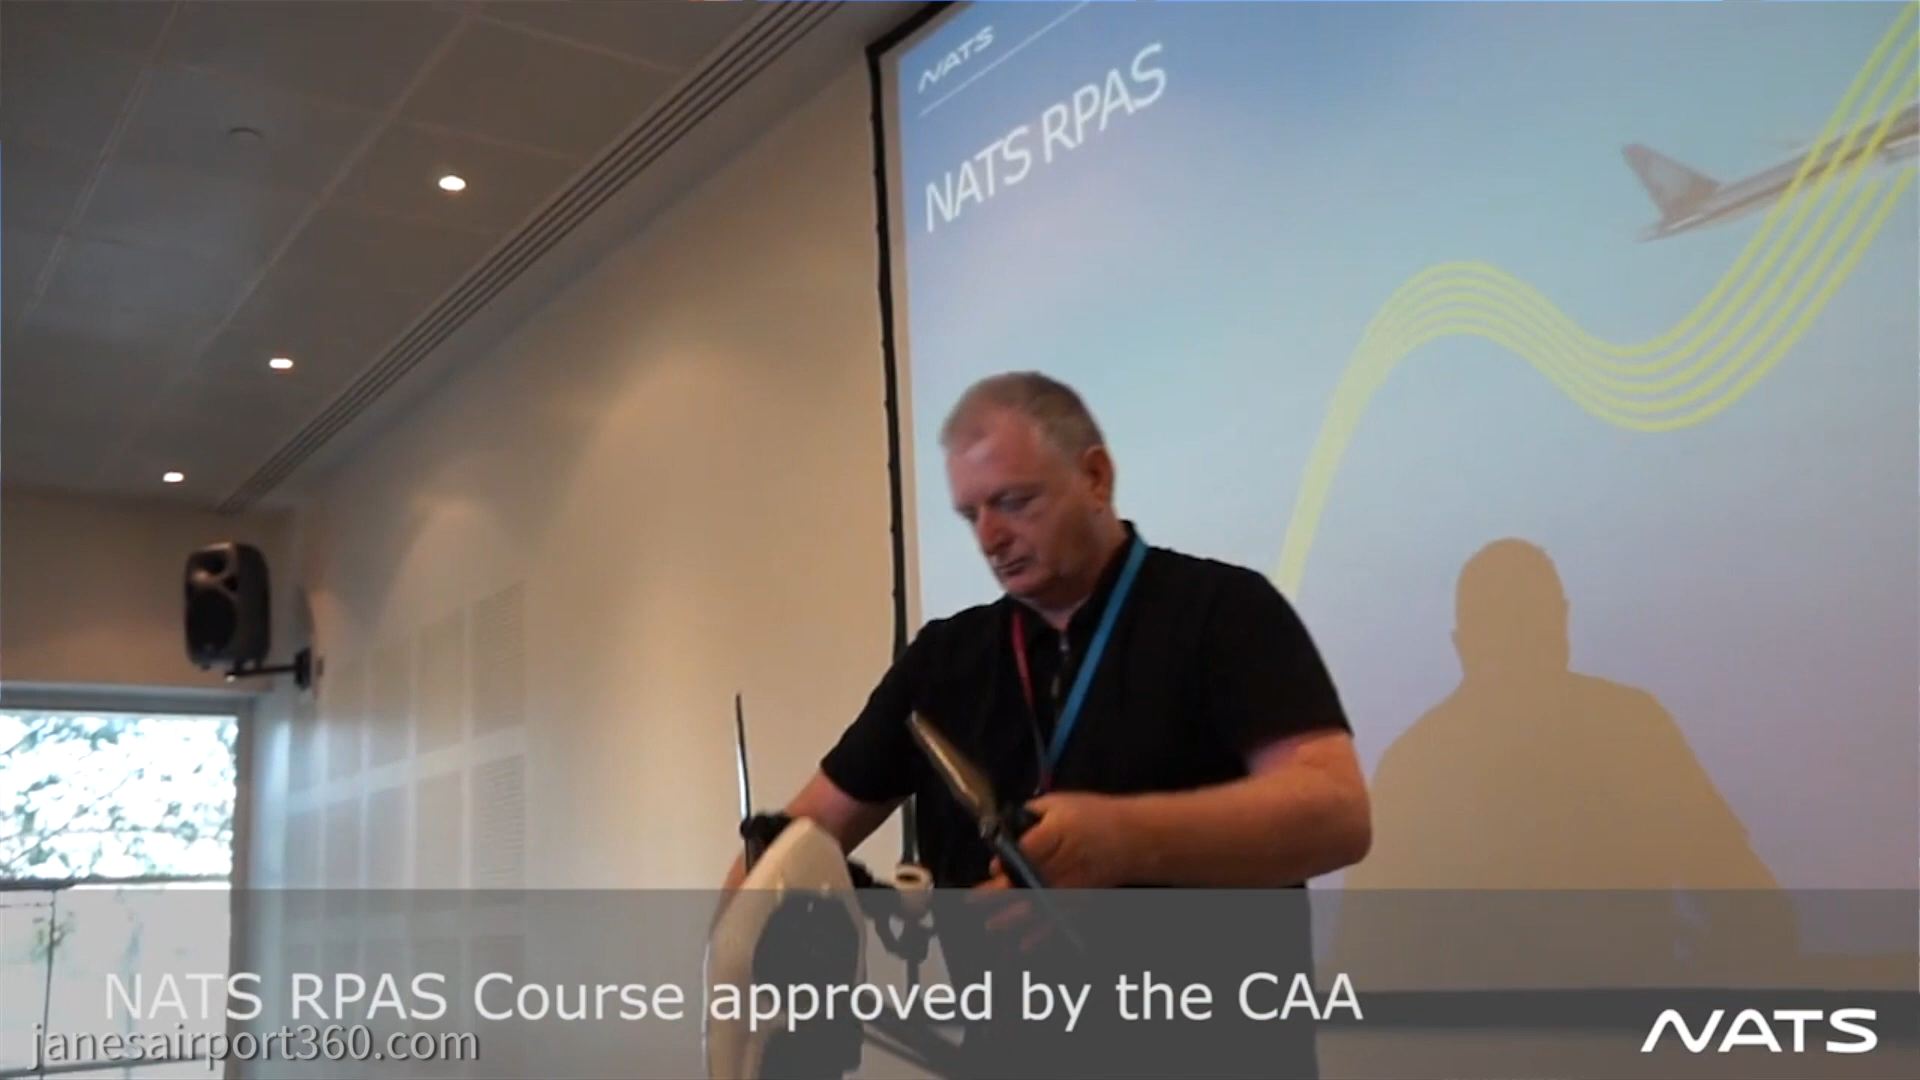 NATS
NATS RPAS
NATS RPAS Course approved by the CAA
janesairport360.com
NATS